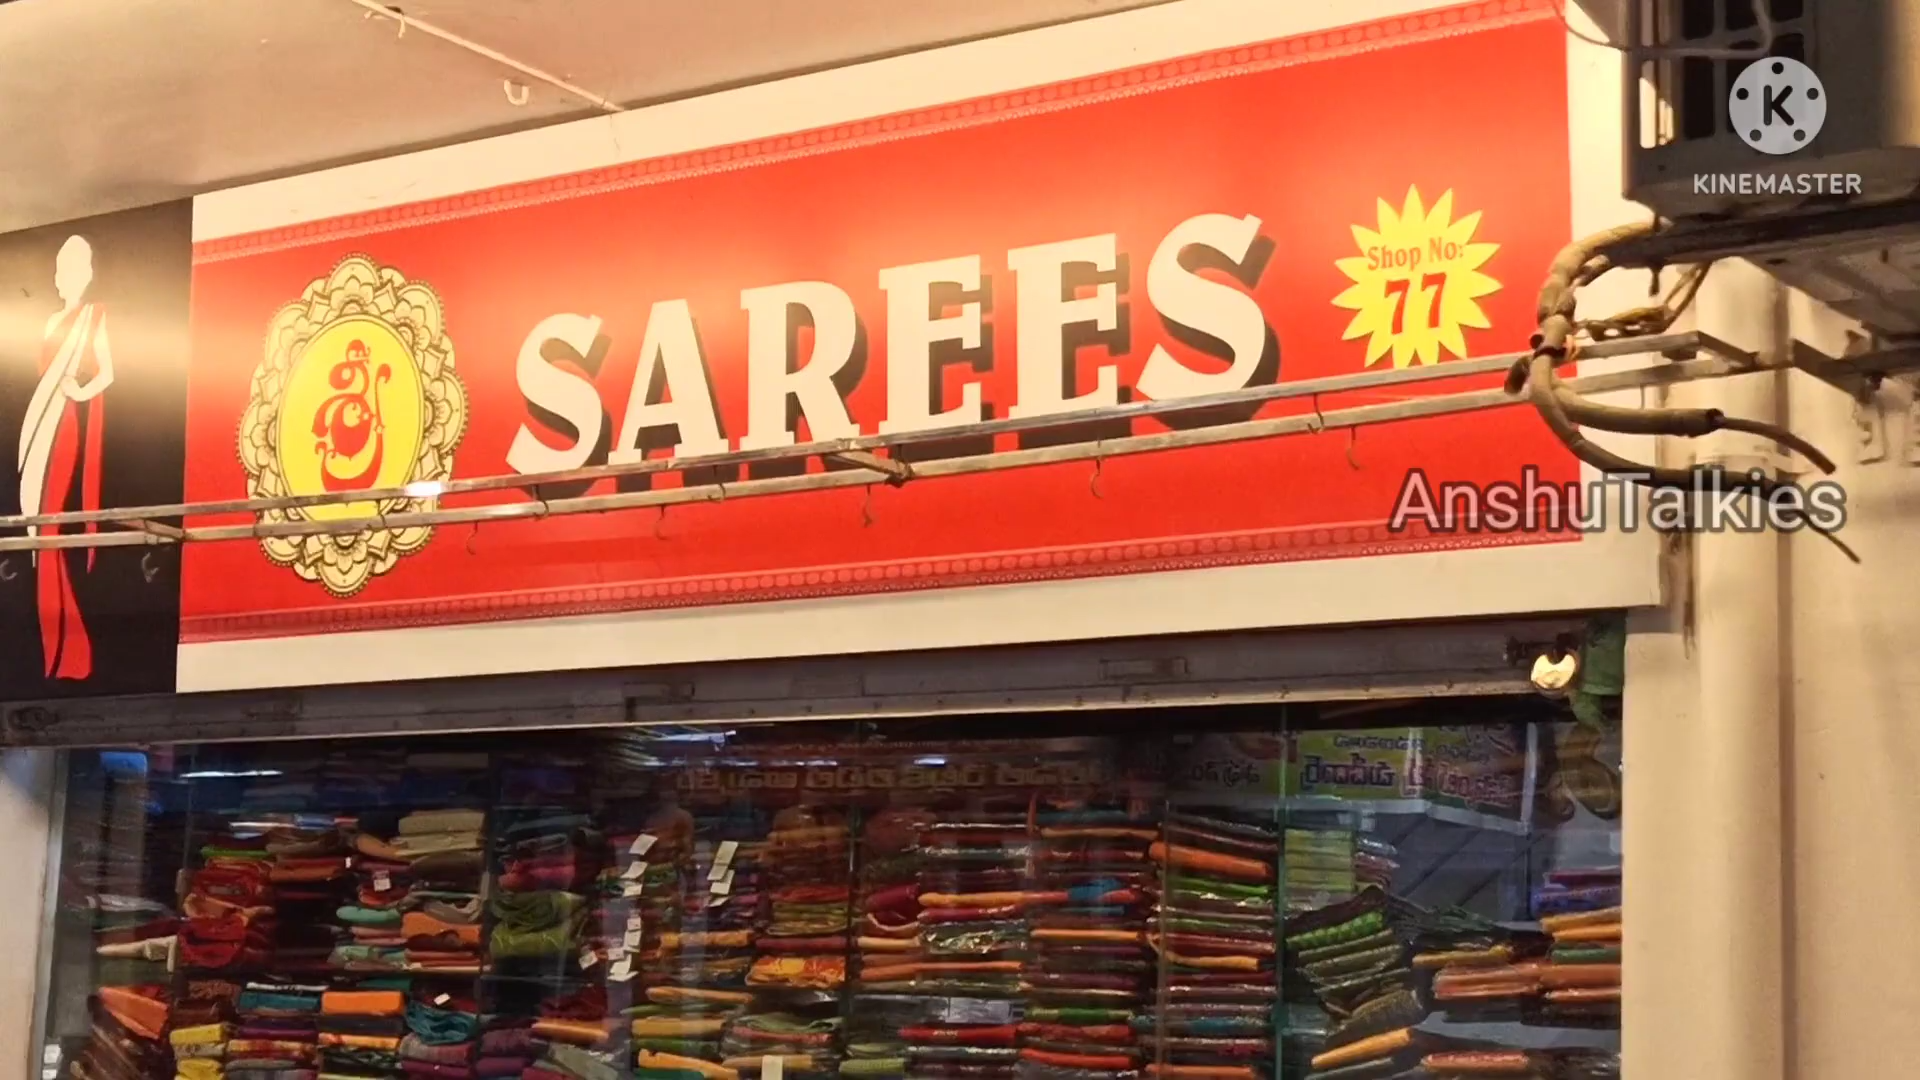 శ్రీ
SAREES
Shop No:
77
K
KINEMASTER
AnshuTalkies